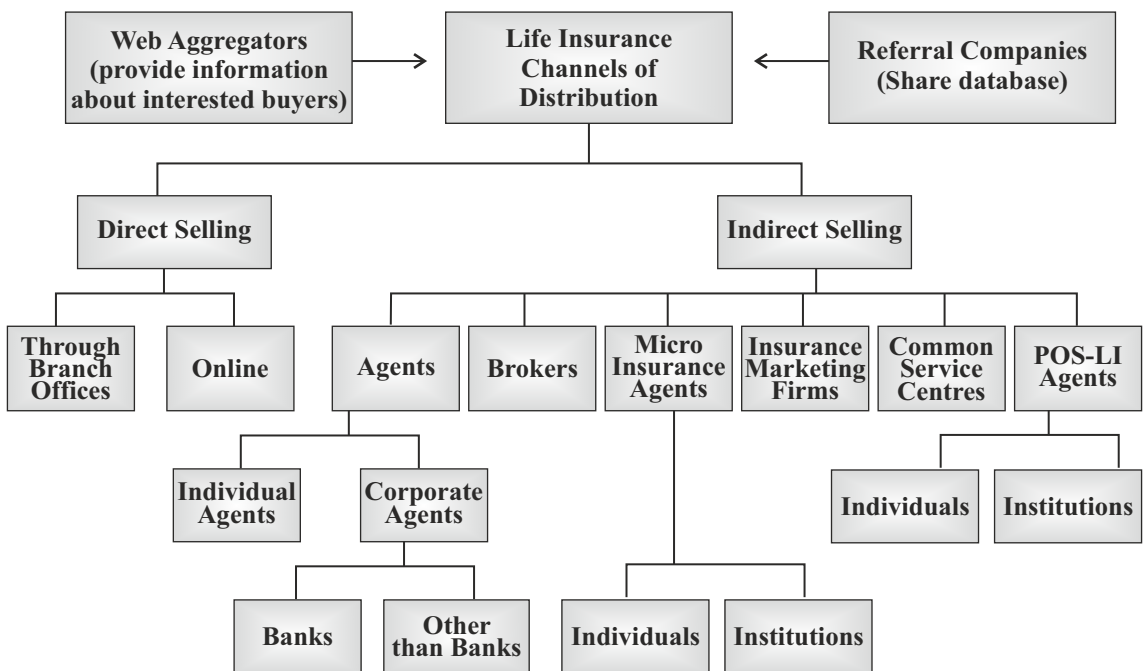 Web Aggregators
(provide information
about interested buyers)
Life Insurance
Channels of
Distribution
Referral Companies
(Share database)
Direct Selling
Indirect Selling
Through
Branch
Offices
Online
Agents
Brokers
Micro
Insurance
Agents
Insurance
Marketing
Firms
Common
Service
Centres
POS-LI
Agents
Individual
Agents
Corporate
Agents
Individuals
Institutions
Banks
Other
than Banks
Individuals
Institutions